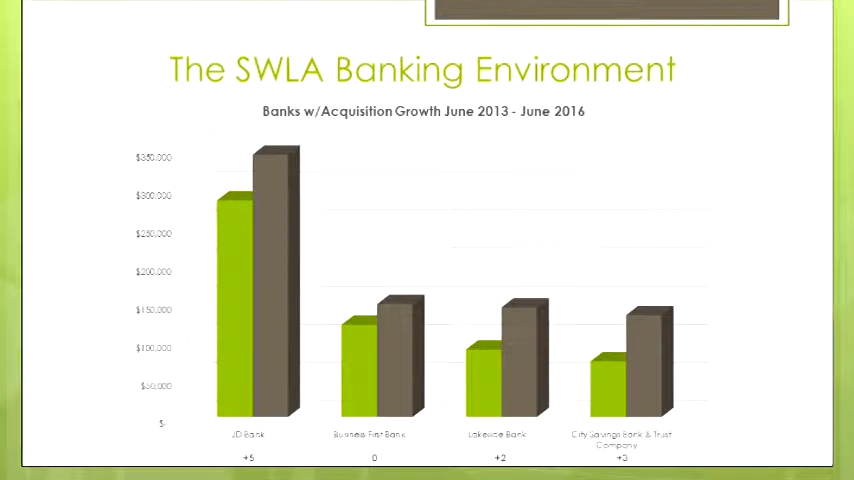 The SWLA Banking Environment
Banks w/Acquisition Growth June 2013 - June 2016
$350,000
$300,000
$250,000
$200,000
$150,000
$100,000
$50,000
$-
JD Bank
Business First Bank
Lakeside Bank
City Savings Bank & Trust
Company
+5
0
+2
+3